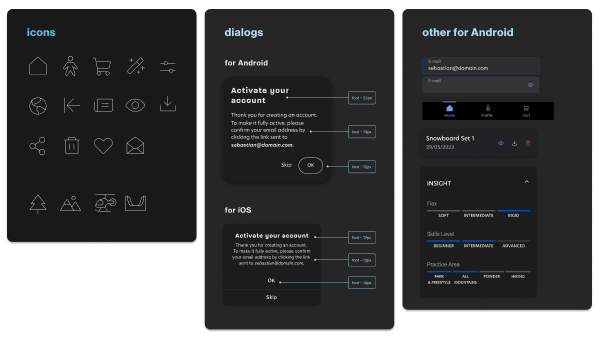 icons
dialogs
for Android
Activate your
account
Thank you for creating an account.
To make it fully active, please
confirm your email address by
clicking the link sent to
sebastian@domain.com.
Skip
OK
font - 22px
font - 14px
for iOS
Activate your account
Thank you for creating an account.
To make it fully active, please confirm
your email address by clicking the link
sent to sebastian@domain.com.
OK
Skip
font - 17px
font - 13px
font - 14px
other for Android
E-mail
sebastian@domain.com
E-mail
Home
Profile
Cart
Snowboard Set 1
29/05/2023
INSIGHT
Flex
SOFT
INTERMEDIATE
RIGID
Skills Level
BEGINNER
INTERMEDIATE
ADVANCED
Practice Area
PARK
& FREESTYLE
ALL
MOUNTAINS
POWDER
HIKING